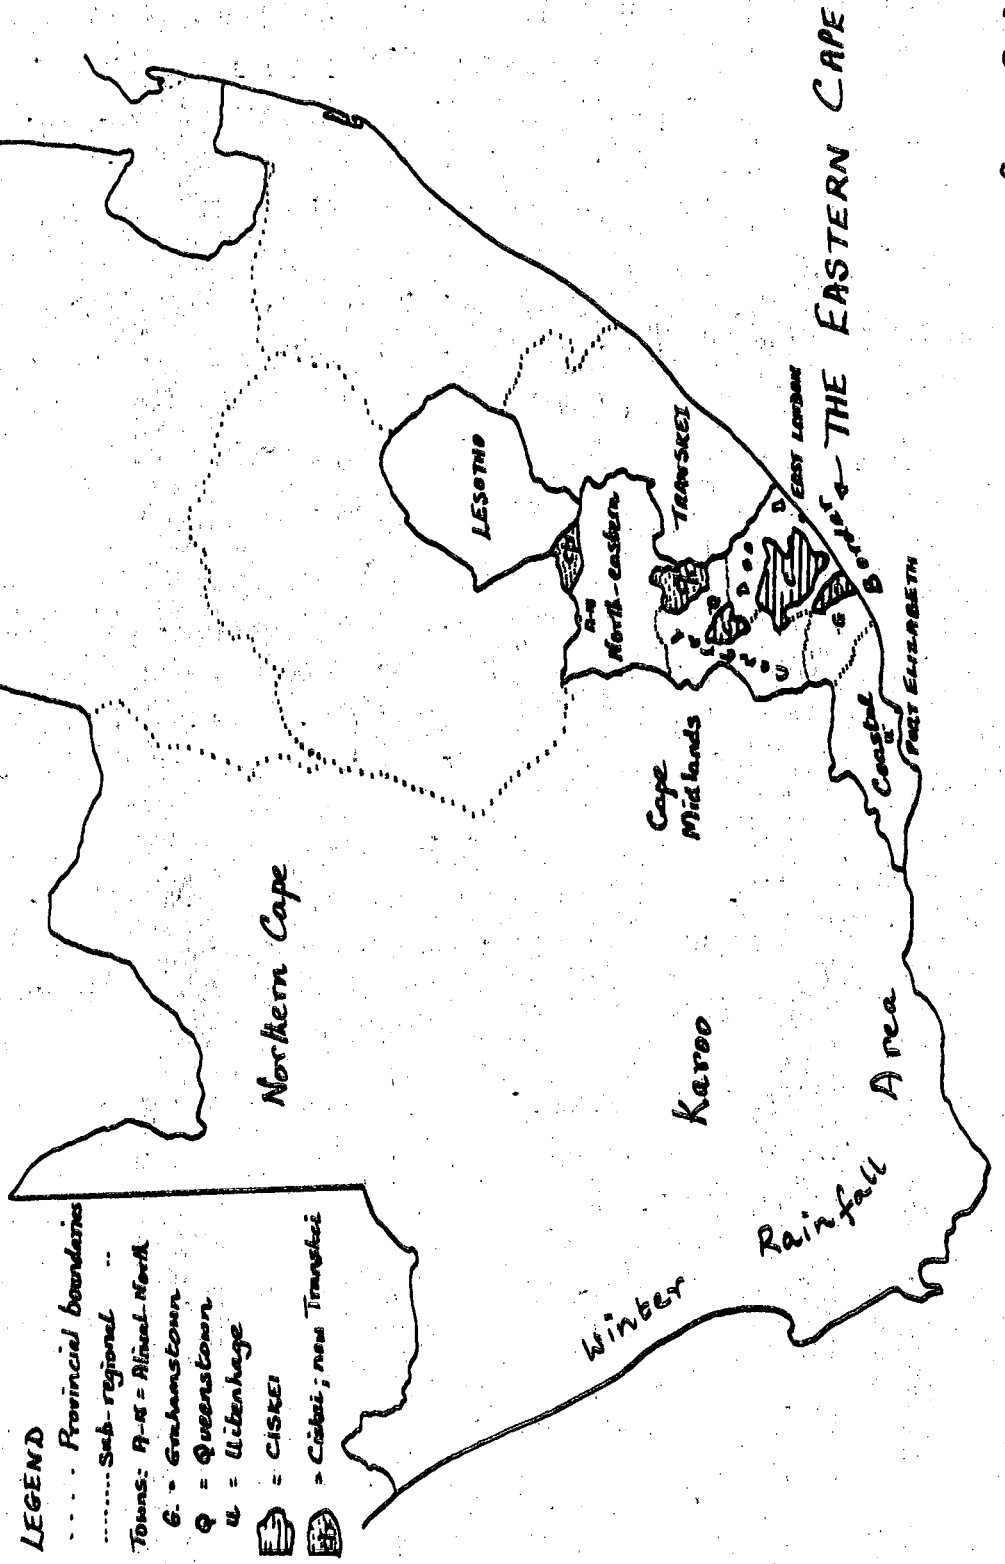 LEGEND
.... Provincial boundaries
....... Sub-regional --
Towns: A-N = Aliwal-North
G. = Grahamstown
Q = Queenstown
U = Uitenhage
= CISKEI
= Ciskei; now Transkei
Northern Cape
LESOTHO
A-N
North-eastern
TRANSKEI
Cape
Midlands
Q
C
G
EAST LONDON
Border
Coastal
U
PORT ELIZABETH
Karoo
Winter
Rainfall
Area
THE EASTERN CAPE